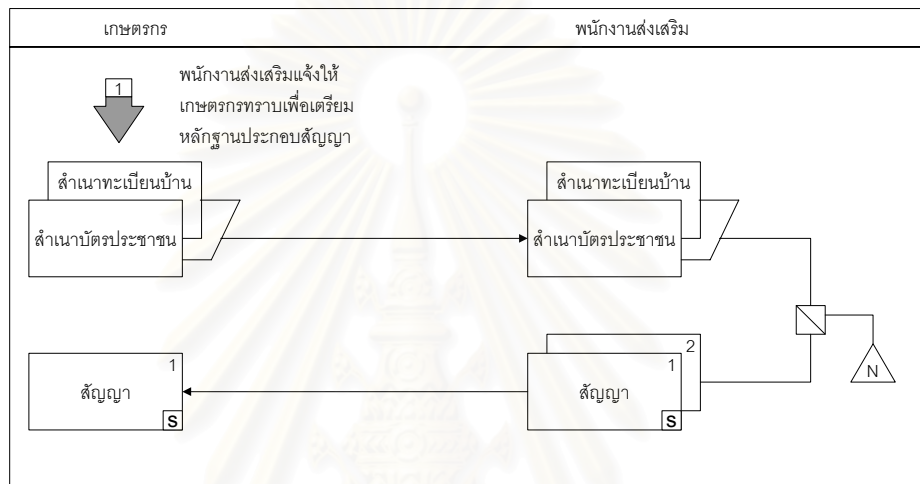 เกษตรกร
พนักงานส่งเสริม
1
พนักงานส่งเสริมแจ้งให้
เกษตรกรทราบเพื่อเตรียม
หลักฐานประกอบสัญญา
สำเนาทะเบียนบ้าน
สำเนาบัตรประชาชน
สำเนาทะเบียนบ้าน
สำเนาบัตรประชาชน
1
สัญญา
S
2
1
สัญญา
S
N